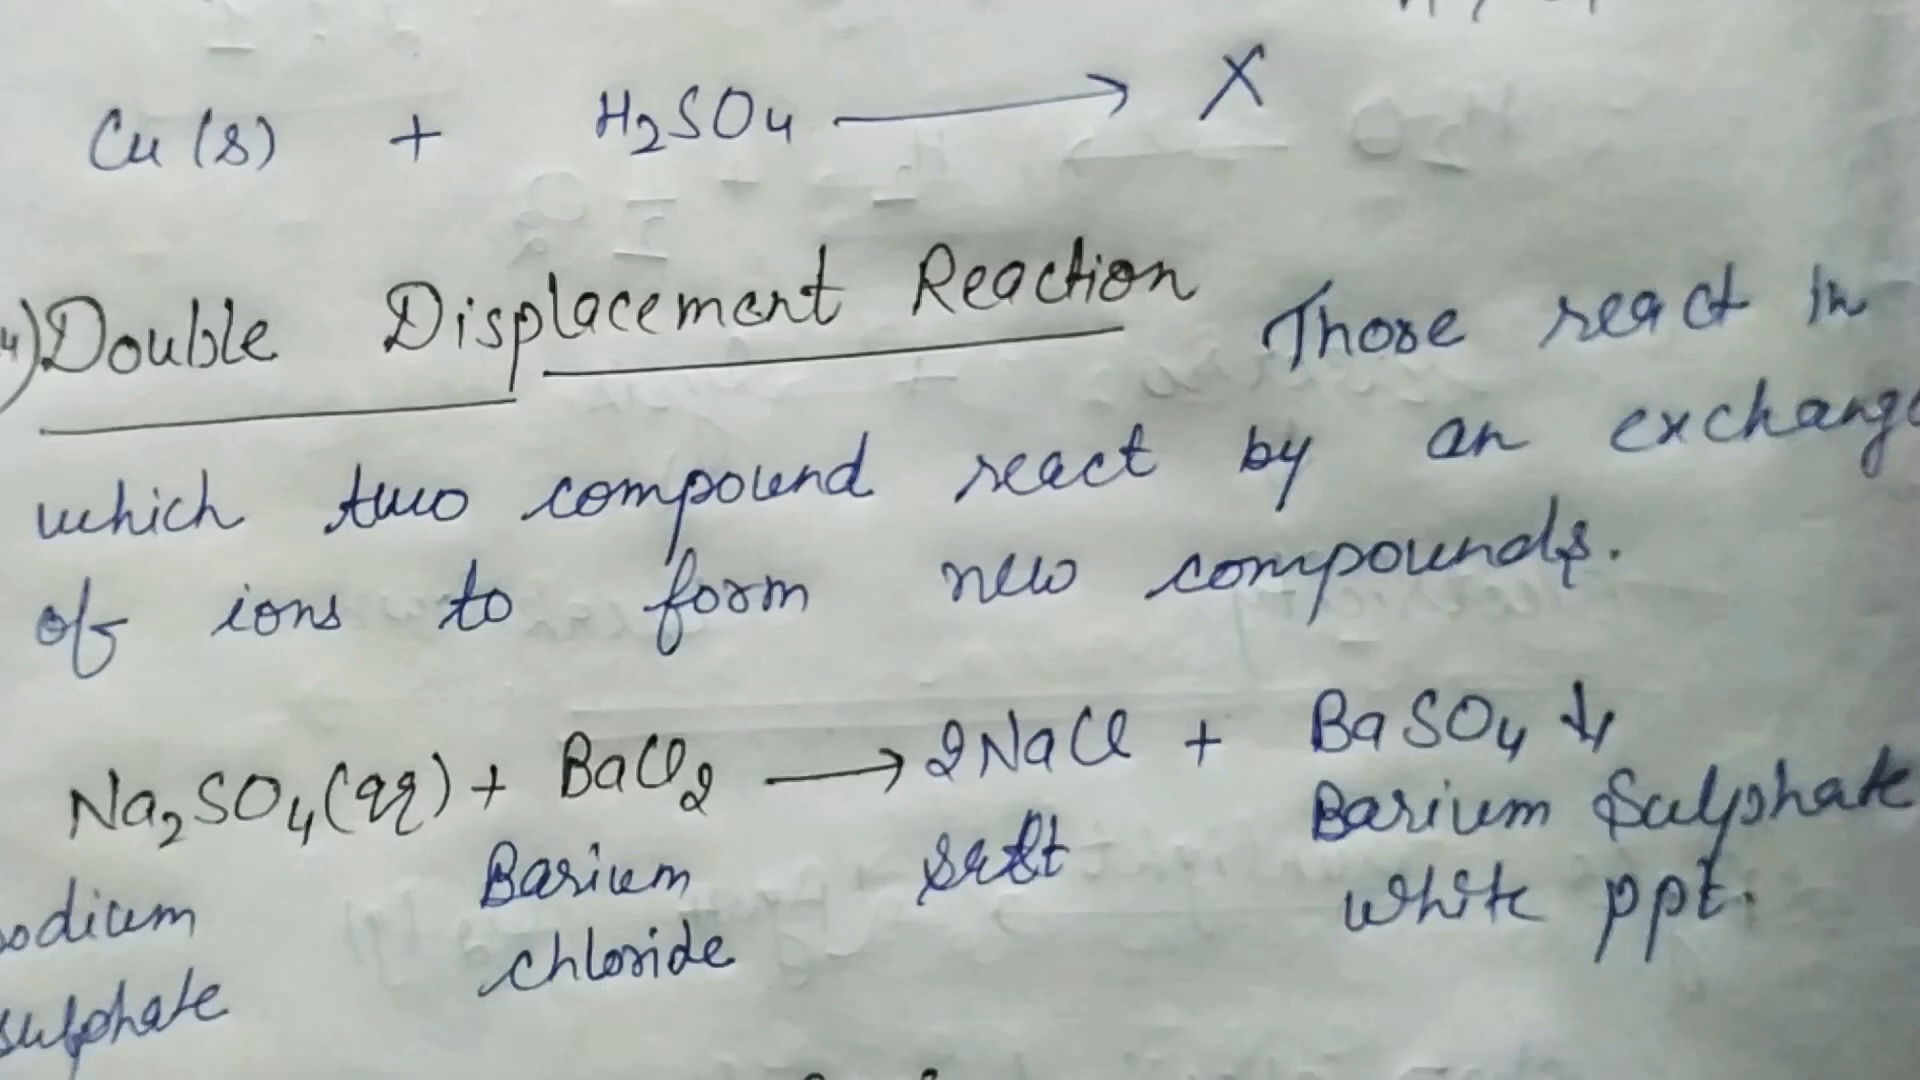 Cu (s) + H₂SO₄ ⟶ X
4) Double Displacement Reaction Those react in
which two compound react by an exchange
of ions to form new compounds.
Na₂SO₄(aq) + BaCl₂ ⟶ 2NaCl + BaSO₄ ↓
sodium sulphate Barium chloride salt Barium Sulphate white ppt.